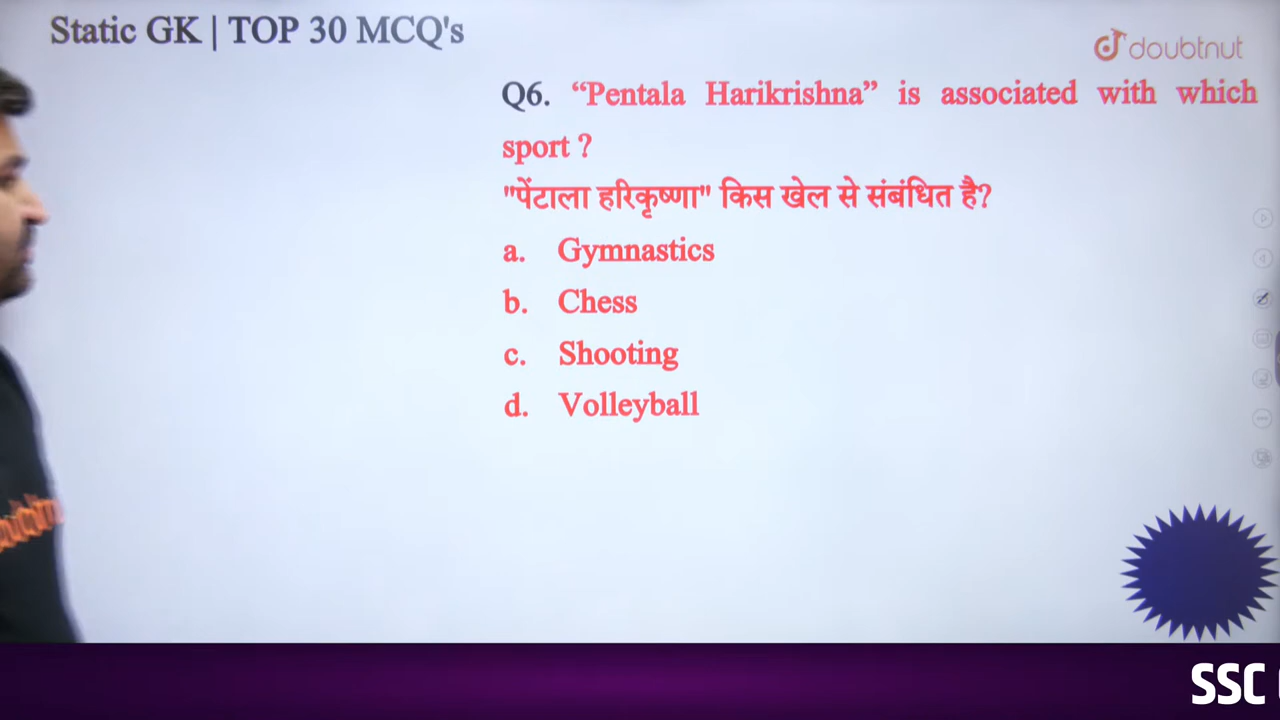 Static GK | TOP 30 MCQ's
doubtnut
Q6. “Pentala Harikrishna” is associated with which
sport ?
"पेंटाला हरिकृष्णा" किस खेल से संबंधित है?
a. Gymnastics
b. Chess
c. Shooting
d. Volleyball
SSC